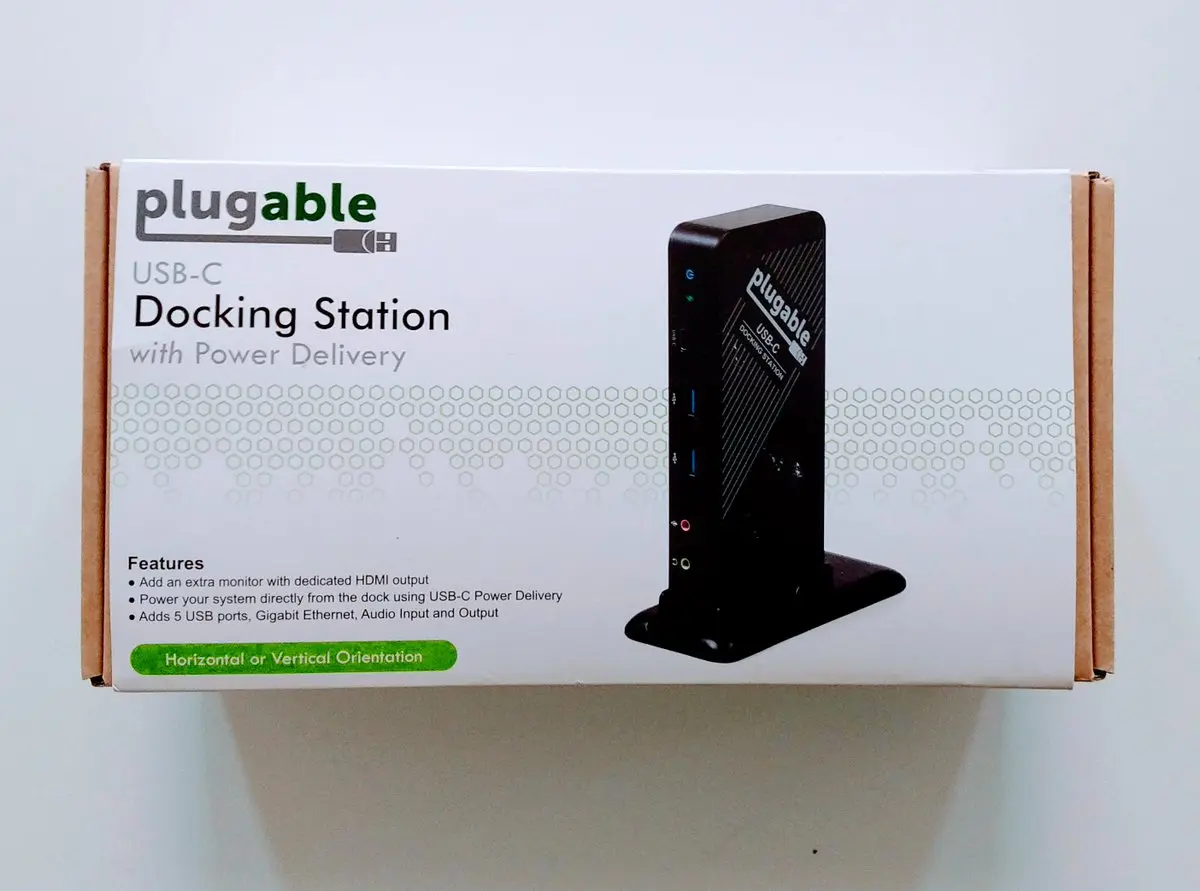 plugable
USB-C
Docking Station
with Power Delivery
Features
• Add an extra monitor with dedicated HDMI output
• Power your system directly from the dock using USB-C Power Delivery
• Adds 5 USB ports, Gigabit Ethernet, Audio Input and Output
Horizontal or Vertical Orientation
plugable
USB-C
DOCKING STATION